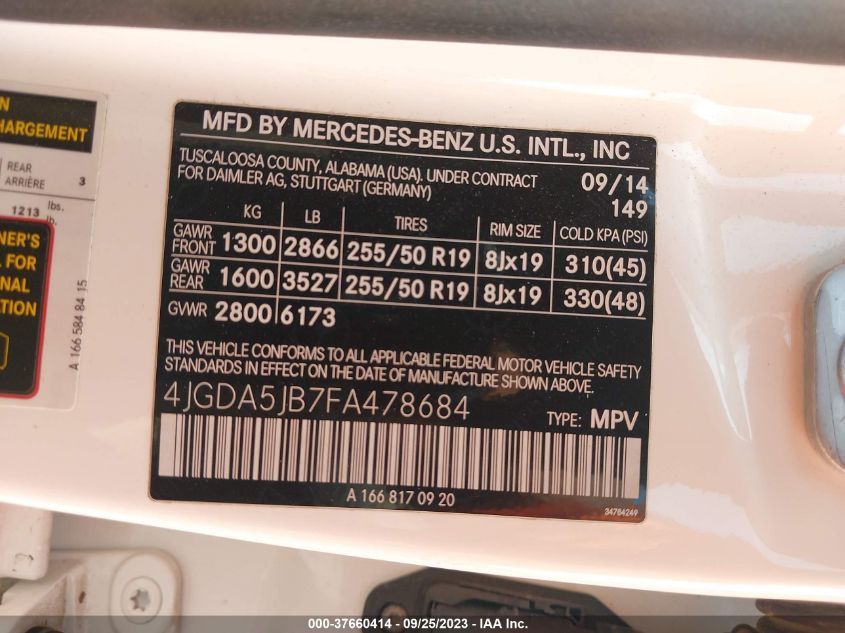 N
HARGEMENT
REAR
ARRIÈRE 3
1213 lbs.
lb.
NER'S
L FOR
ONAL
ATION
A 166 584 84 15
MFD BY MERCEDES-BENZ U.S. INTL., INC
TUSCALOOSA COUNTY, ALABAMA (USA). UNDER CONTRACT
FOR DAIMLER AG, STUTTGART (GERMANY)
09/14
149
KG LB TIRES RIM SIZE COLD KPA (PSI)
GAWR FRONT 1300 2866 255/50 R19 8Jx19 310(45)
GAWR REAR 1600 3527 255/50 R19 8Jx19 330(48)
GVWR 2800 6173
THIS VEHICLE CONFORMS TO ALL APPLICABLE FEDERAL MOTOR VEHICLE SAFETY
STANDARDS IN EFFECT ON THE DATE OF MANUFACTURE SHOWN ABOVE.
4JGDA5JB7FA478684
TYPE: MPV
A 166 817 09 20
34784249
000-37660414 - 09/25/2023 - IAA Inc.